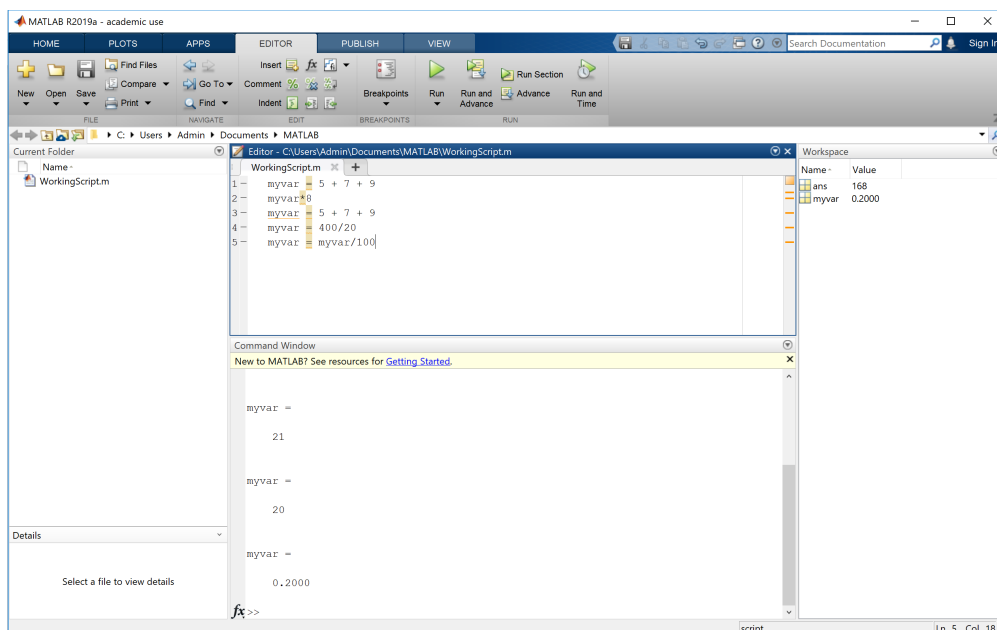 MATLAB R2019a - academic use
HOME PLOTS APPS EDITOR PUBLISH VIEW Search Documentation Sign In
New Open Save Find Files Compare Print
Go To Find
Insert fx Comment Indent
Breakpoints Run Run and Advance Run Section Advance Run and Time
FILE NAVIGATE EDIT BREAKPOINTS RUN
C: Users Admin Documents MATLAB
Current Folder
Name
WorkingScript.m
Details
Select a file to view details
Editor - C:\Users\Admin\Documents\MATLAB\WorkingScript.m
WorkingScript.m +
1 - myvar = 5 + 7 + 9
2 - myvar*8
3 - myvar = 5 + 7 + 9
4 - myvar = 400/20
5 - myvar = myvar/100
Command Window
New to MATLAB? See resources for Getting Started.
myvar =
21
myvar =
20
myvar =
0.2000
fx >>
Workspace
Name Value
ans 168
myvar 0.2000
script Ln 5 Col 18